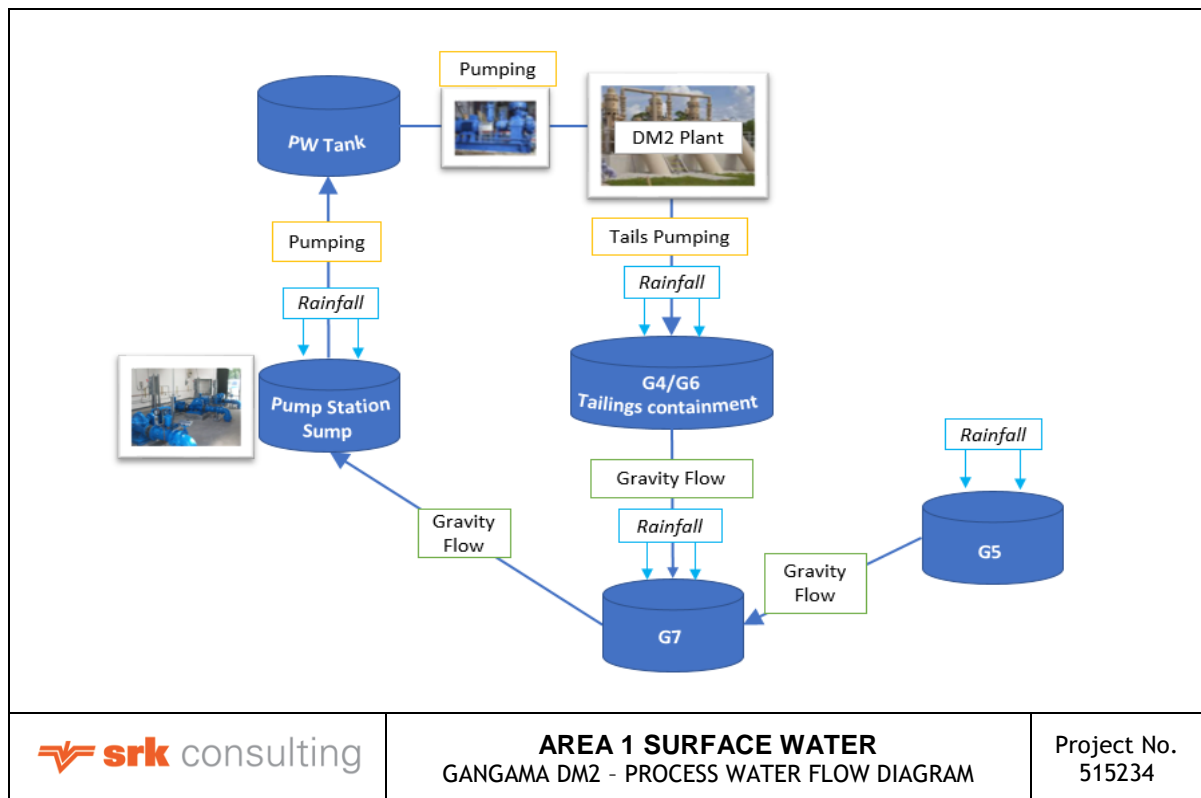 Pumping
PW Tank
DM2 Plant
Pumping
Tails Pumping
Rainfall
Rainfall
Pump Station
Sump
G4/G6
Tailings containment
Rainfall
Gravity Flow
Gravity
Flow
Rainfall
G5
Gravity
Flow
G7
srk consulting
AREA 1 SURFACE WATER
GANGAMA DM2 – PROCESS WATER FLOW DIAGRAM
Project No.
515234